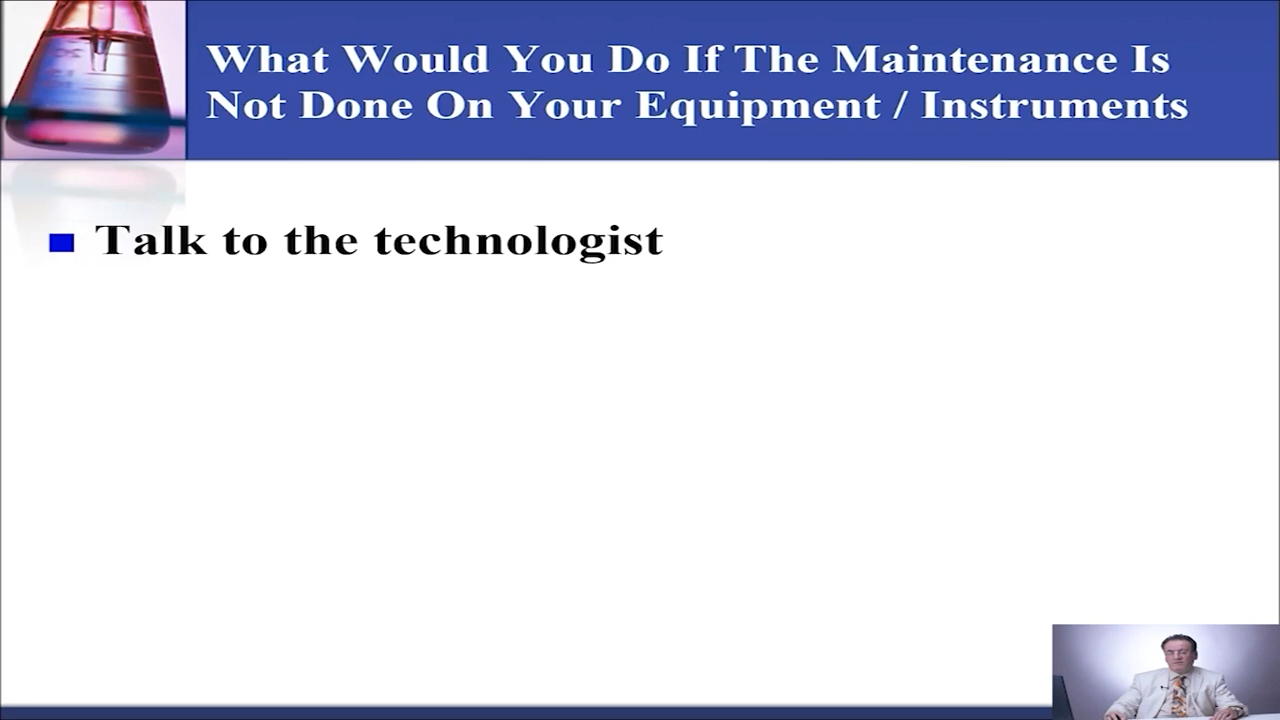 What Would You Do If The Maintenance Is
Not Done On Your Equipment / Instruments
Talk to the technologist